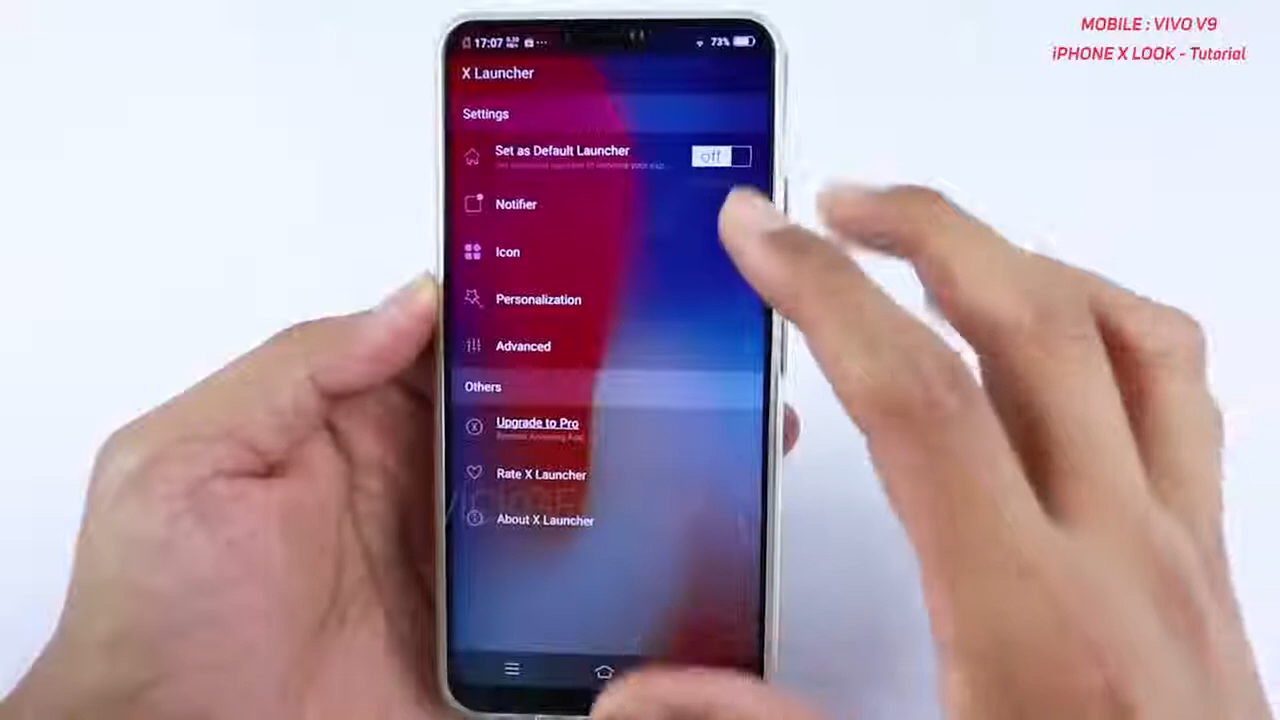 MOBILE : VIVO V9
iPHONE X LOOK - Tutorial
17:07
73%
X Launcher
Settings
Set as Default Launcher
Off
Notifier
Icon
Personalization
Advanced
Others
Upgrade to Pro
Rate X Launcher
About X Launcher